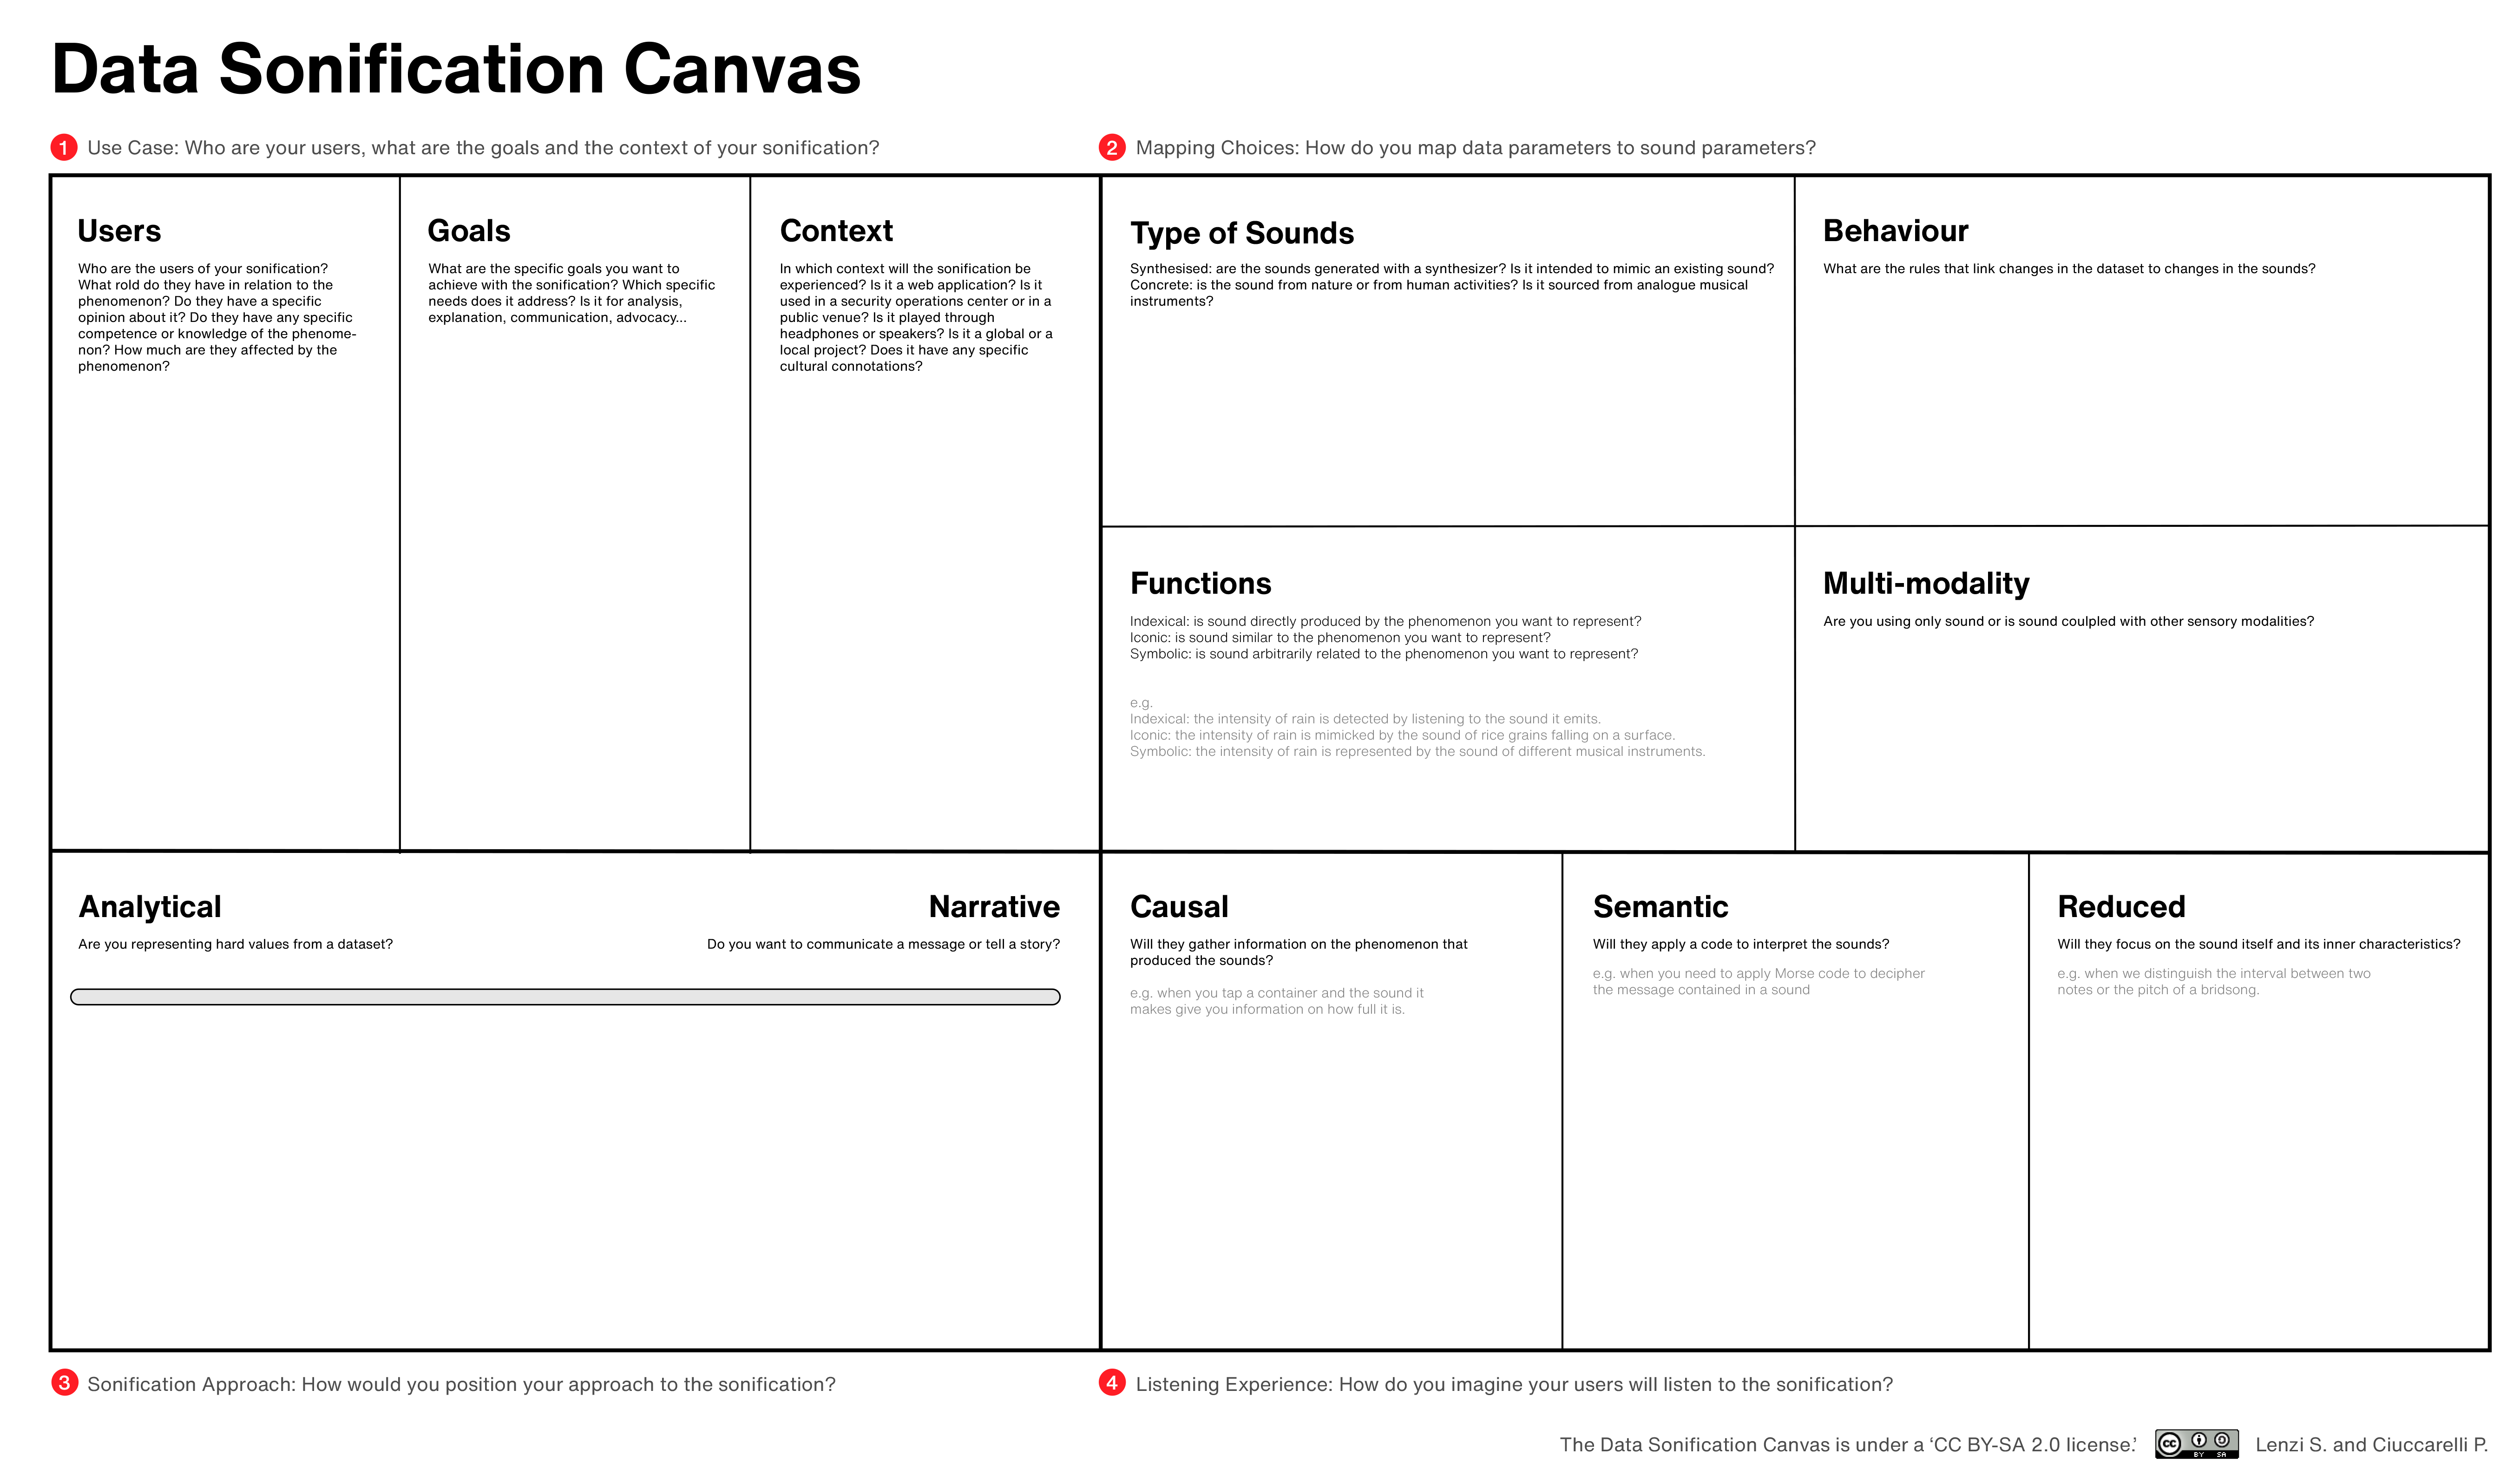 Data Sonification Canvas
1 Use Case: Who are your users, what are the goals and the context of your sonification?
2 Mapping Choices: How do you map data parameters to sound parameters?
Users
Who are the users of your sonification?
What rold do they have in relation to the
phenomenon? Do they have a specific
opinion about it? Do they have any specific
competence or knowledge of the phenome-
non? How much are they affected by the
phenomenon?
Goals
What are the specific goals you want to
achieve with the sonification? Which specific
needs does it address? Is it for analysis,
explanation, communication, advocacy...
Context
In which context will the sonification be
experienced? Is it a web application? Is it
used in a security operations center or in a
public venue? Is it played through
headphones or speakers? Is it a global or a
local project? Does it have any specific
cultural connotations?
Type of Sounds
Synthesised: are the sounds generated with a synthesizer? Is it intended to mimic an existing sound?
Concrete: is the sound from nature or from human activities? Is it sourced from analogue musical
instruments?
Behaviour
What are the rules that link changes in the dataset to changes in the sounds?
Functions
Indexical: is sound directly produced by the phenomenon you want to represent?
Iconic: is sound similar to the phenomenon you want to represent?
Symbolic: is sound arbitrarily related to the phenomenon you want to represent?
e.g.
Indexical: the intensity of rain is detected by listening to the sound it emits.
Iconic: the intensity of rain is mimicked by the sound of rice grains falling on a surface.
Symbolic: the intensity of rain is represented by the sound of different musical instruments.
Multi-modality
Are you using only sound or is sound coulpled with other sensory modalities?
Analytical
Are you representing hard values from a dataset?
Narrative
Do you want to communicate a message or tell a story?
Causal
Will they gather information on the phenomenon that
produced the sounds?
e.g. when you tap a container and the sound it
makes give you information on how full it is.
Semantic
Will they apply a code to interpret the sounds?
e.g. when you need to apply Morse code to decipher
the message contained in a sound
Reduced
Will they focus on the sound itself and its inner characteristics?
e.g. when we distinguish the interval between two
notes or the pitch of a bridsong.
3 Sonification Approach: How would you position your approach to the sonification?
4 Listening Experience: How do you imagine your users will listen to the sonification?
The Data Sonification Canvas is under a ‘CC BY-SA 2.0 license.’
cc BY SA
Lenzi S. and Ciuccarelli P.